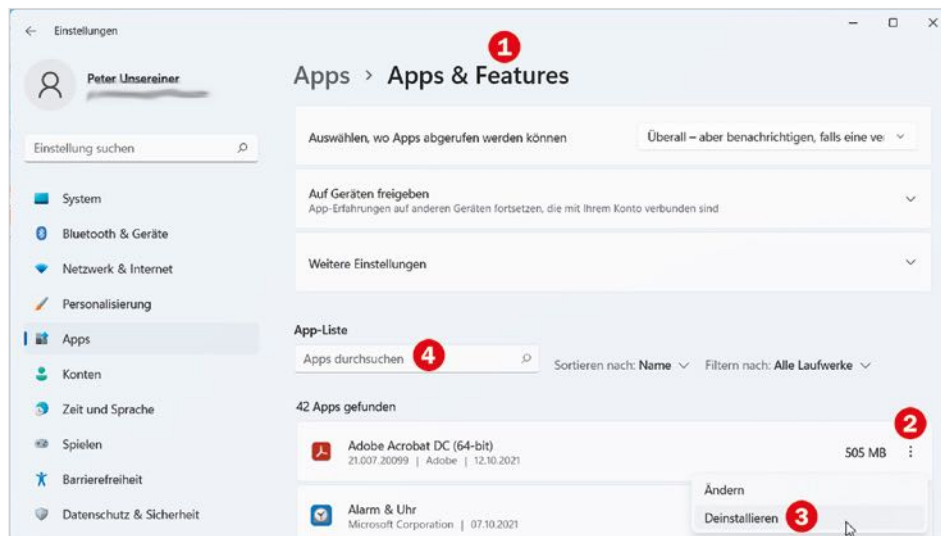 Einstellungen
Peter Unsereiner
Einstellung suchen
System
Bluetooth & Geräte
Netzwerk & Internet
Personalisierung
Apps
Konten
Zeit und Sprache
Spielen
Barrierefreiheit
Datenschutz & Sicherheit
1
Apps > Apps & Features
Auswählen, wo Apps abgerufen werden können
Überall – aber benachrichtigen, falls eine ve
Auf Geräten freigeben
App-Erfahrungen auf anderen Geräten fortsetzen, die mit Ihrem Konto verbunden sind
Weitere Einstellungen
App-Liste
Apps durchsuchen 4
Sortieren nach: Name Filtern nach: Alle Laufwerke
42 Apps gefunden
2
Adobe Acrobat DC (64-bit)
21.007.20099 | Adobe | 12.10.2021
505 MB
Ändern
Deinstallieren 3
Alarm & Uhr
Microsoft Corporation | 07.10.2021